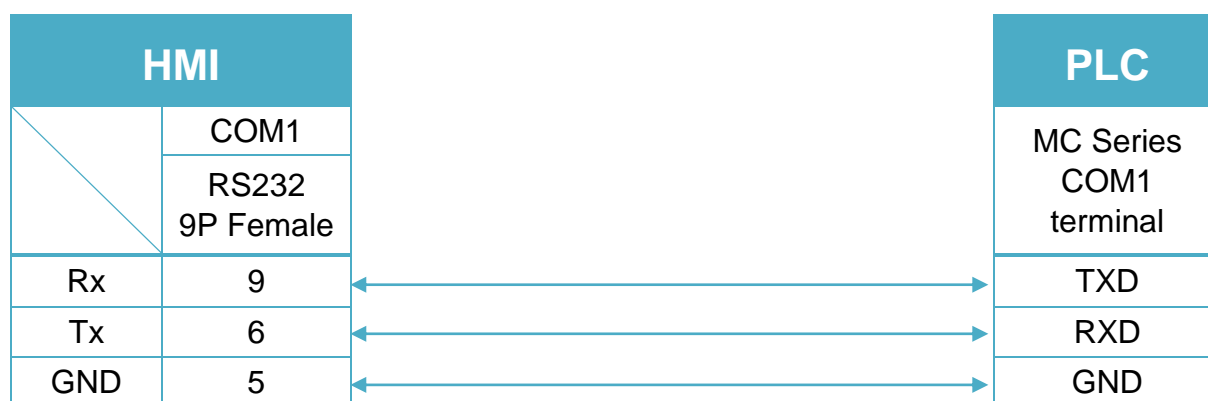 HMI
PLC
COM1
RS232
9P Female
MC Series
COM1
terminal
Rx 9 TXD
Tx 6 RXD
GND 5 GND